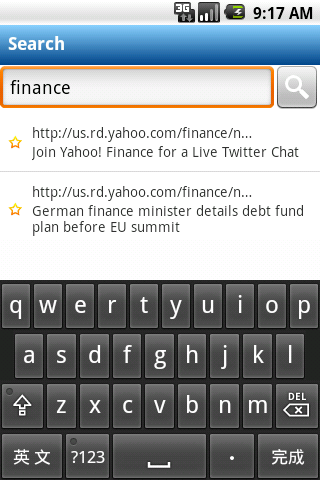 3G 9:17 AM
Search
finance
http://us.rd.yahoo.com/finance/n...
Join Yahoo! Finance for a Live Twitter Chat
http://us.rd.yahoo.com/finance/n...
German finance minister details debt fund
plan before EU summit
q w e r t y u i o p
a s d f g h j k l
z x c v b n m DEL
英文 ?123 . 完成